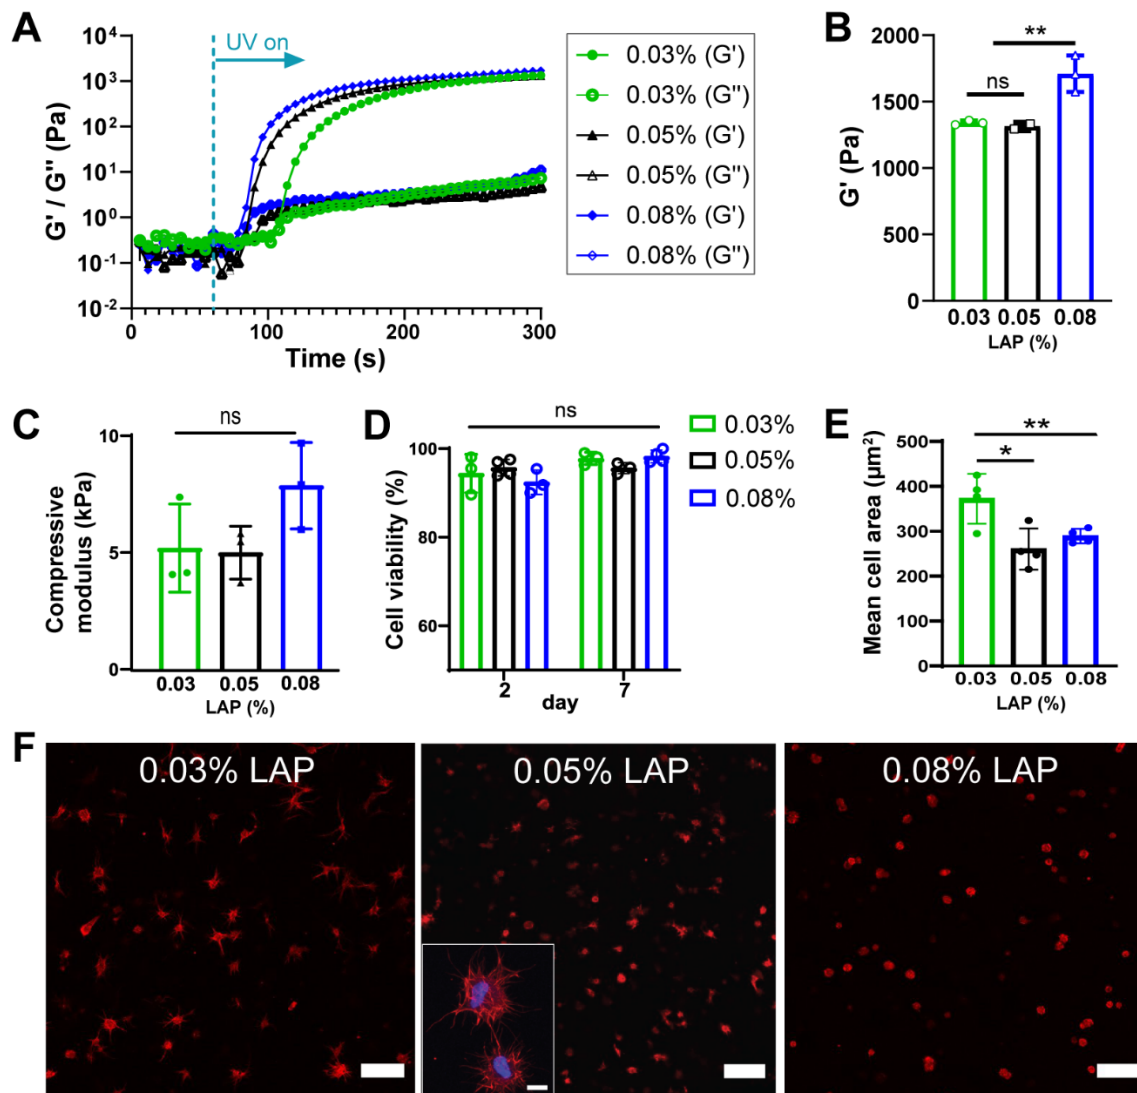 A
UV on
10⁴
10³
10² 
10¹
10⁰
10⁻¹
10⁻²
G' / G'' (Pa)
0
100
200
300
Time (s)
0.03% (G')
0.03% (G'')
0.05% (G')
0.05% (G'')
0.08% (G')
0.08% (G'')
B
**
ns
2000
1500
1000
500
0
G' (Pa)
0.03 0.05 0.08
LAP (%)
C
ns
10
5
0
Compressive
modulus (kPa)
0.03 0.05 0.08
LAP (%)
D
ns
100
80
60
Cell viability (%)
2 7
day
0.03%
0.05%
0.08%
E
**
*
500
400
300
200
100
0
Mean cell area (μm²)
0.03 0.05 0.08
LAP (%)
F
0.03% LAP
0.05% LAP
0.08% LAP